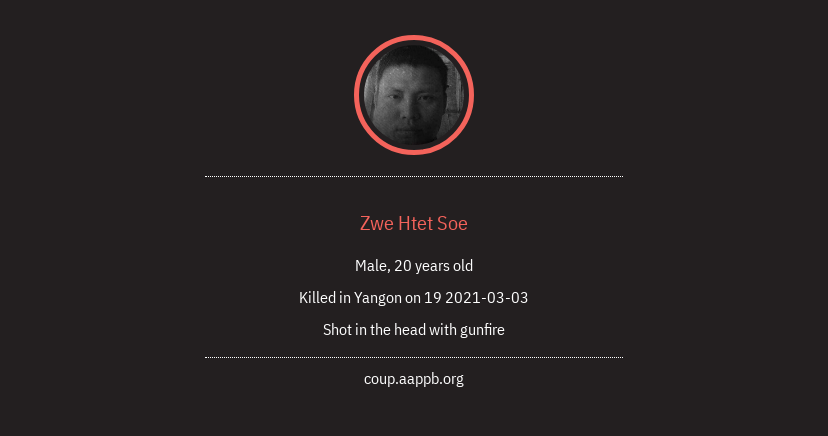 Zwe Htet Soe
Male, 20 years old
Killed in Yangon on 19 2021-03-03
Shot in the head with gunfire
coup.aappb.org